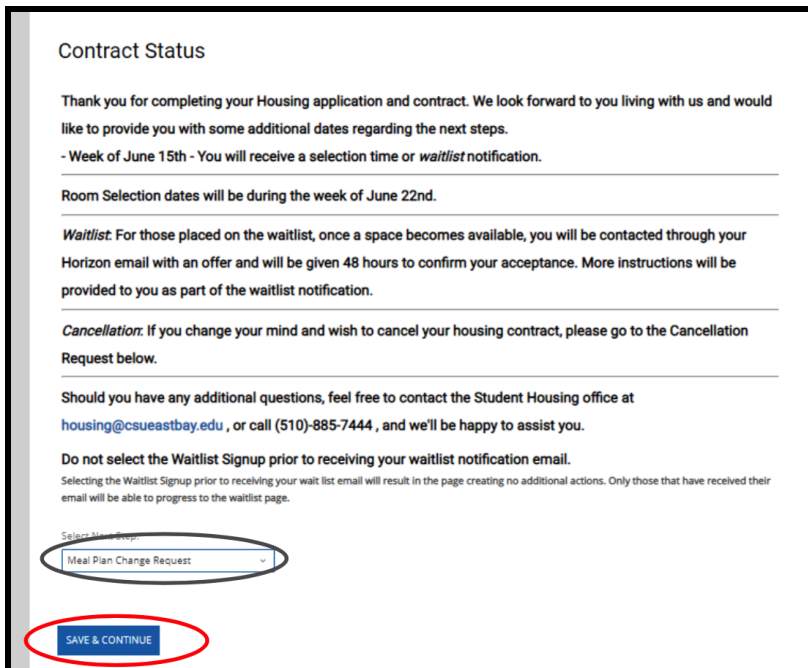 Contract Status
Thank you for completing your Housing application and contract. We look forward to you living with us and would
like to provide you with some additional dates regarding the next steps.
- Week of June 15th - You will receive a selection time or waitlist notification.
Room Selection dates will be during the week of June 22nd.
Waitlist: For those placed on the waitlist, once a space becomes available, you will be contacted through your
Horizon email with an offer and will be given 48 hours to confirm your acceptance. More instructions will be
provided to you as part of the waitlist notification.
Cancellation: If you change your mind and wish to cancel your housing contract, please go to the Cancellation
Request below.
Should you have any additional questions, feel free to contact the Student Housing office at
housing@csueastbay.edu , or call (510)-885-7444 , and we'll be happy to assist you.
Do not select the Waitlist Signup prior to receiving your waitlist notification email.
Selecting the Waitlist Signup prior to receiving your wait list email will result in the page creating no additional actions. Only those that have received their
email will be able to progress to the waitlist page.
Select Next Step:
Meal Plan Change Request
SAVE & CONTINUE